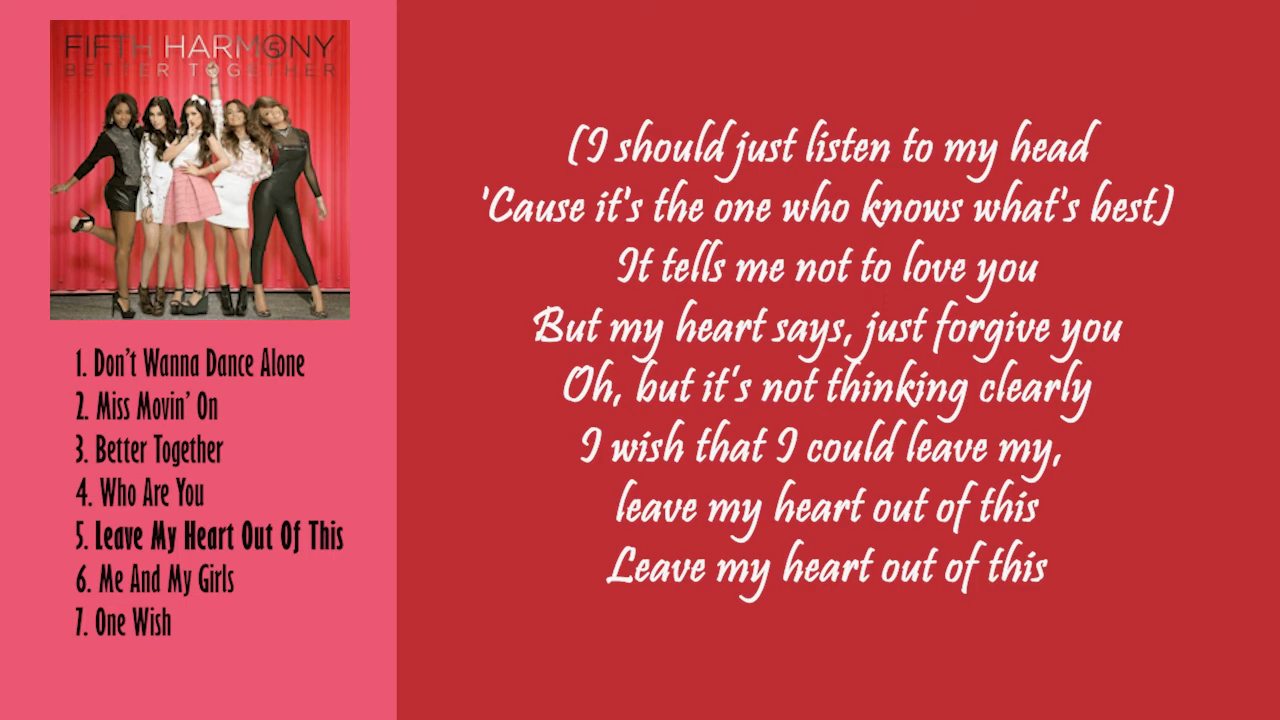 FIFTH HARMONY
BETTER TOGETHER
1. Don't Wanna Dance Alone
2. Miss Movin' On
3. Better Together
4. Who Are You
5. Leave My Heart Out Of This
6. Me And My Girls
7. One Wish
(I should just listen to my head
'Cause it's the one who knows what's best)
It tells me not to love you
But my heart says, just forgive you
Oh, but it's not thinking clearly
I wish that I could leave my,
leave my heart out of this
Leave my heart out of this